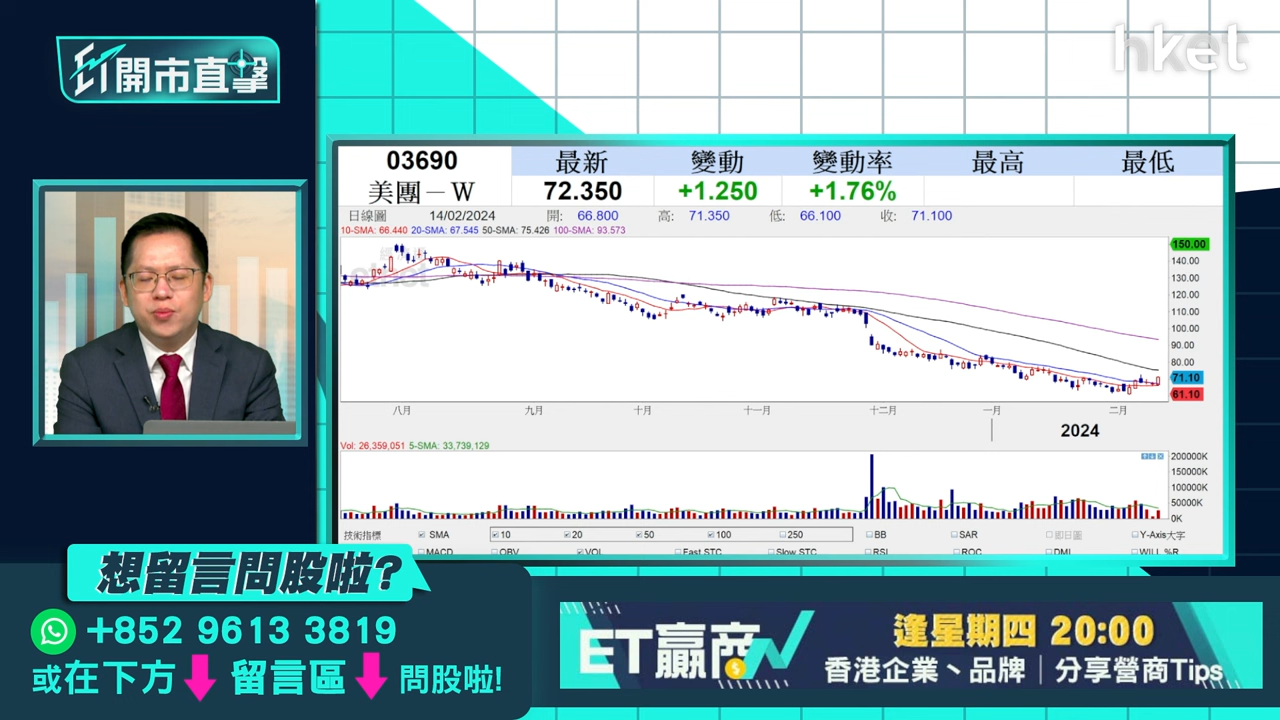 ET開市直擊
hket
03690
美團－W
最新
變動
變動率
最高
最低
72.350
+1.250
+1.76%
日線圖 14/02/2024 開: 66.800 高: 71.350 低: 66.100 收: 71.100
10-SMA: 66.440 20-SMA: 67.545 50-SMA: 75.426 100-SMA: 93.573
150.00
140.00
130.00
120.00
110.00
100.00
90.00
80.00
71.10
61.10
八月 九月 十月 十一月 十二月 一月 二月
2024
Vol: 26,359,051 5-SMA: 33,739,129
200000K
150000K
100000K
50000K
0K
技術指標 SMA 10 20 50 100 250 BB SAR 即日圖 Y-Axis大字
MACD OBV VOL Fast STC Slow STC RSI ROC DMI WILL %R
想留言問股啦?
+852 9613 3819
或在下方 留言區 問股啦!
ET贏商
逢星期四 20:00
香港企業、品牌｜分享營商Tips